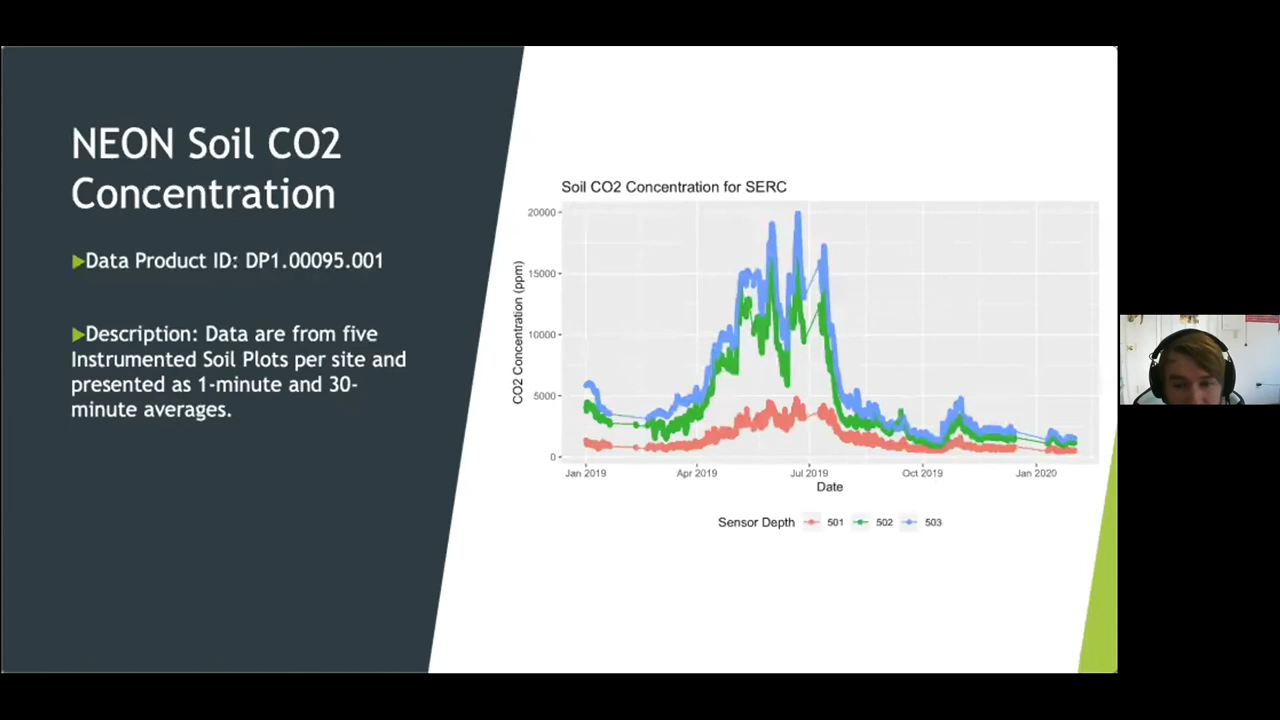 NEON Soil CO2
Concentration
Data Product ID: DP1.00095.001
Description: Data are from five
Instrumented Soil Plots per site and
presented as 1-minute and 30-
minute averages.
Soil CO2 Concentration for SERC
CO2 Concentration (ppm)
20000
15000
10000
5000
0
Jan 2019 Apr 2019 Jul 2019 Oct 2019 Jan 2020
Date
Sensor Depth 501 502 503